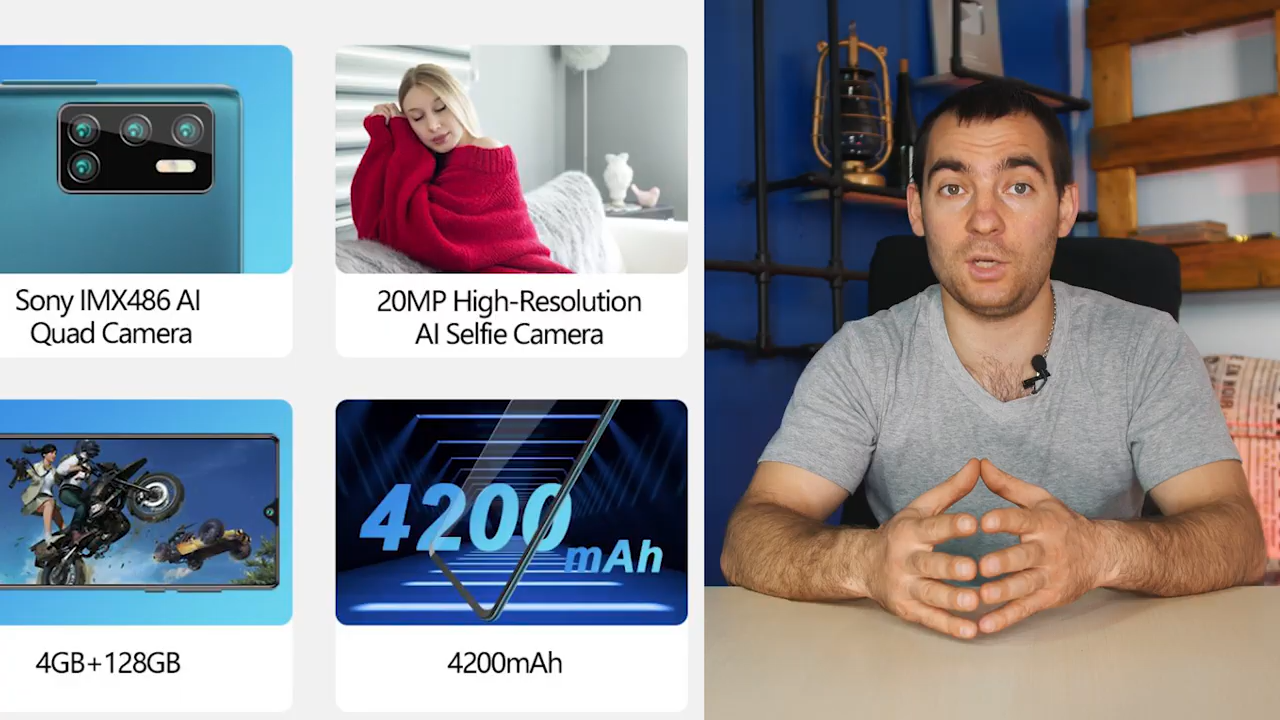 Sony IMX486 AI
Quad Camera
20MP High-Resolution
AI Selfie Camera
4200mAh
4GB+128GB
4200mAh